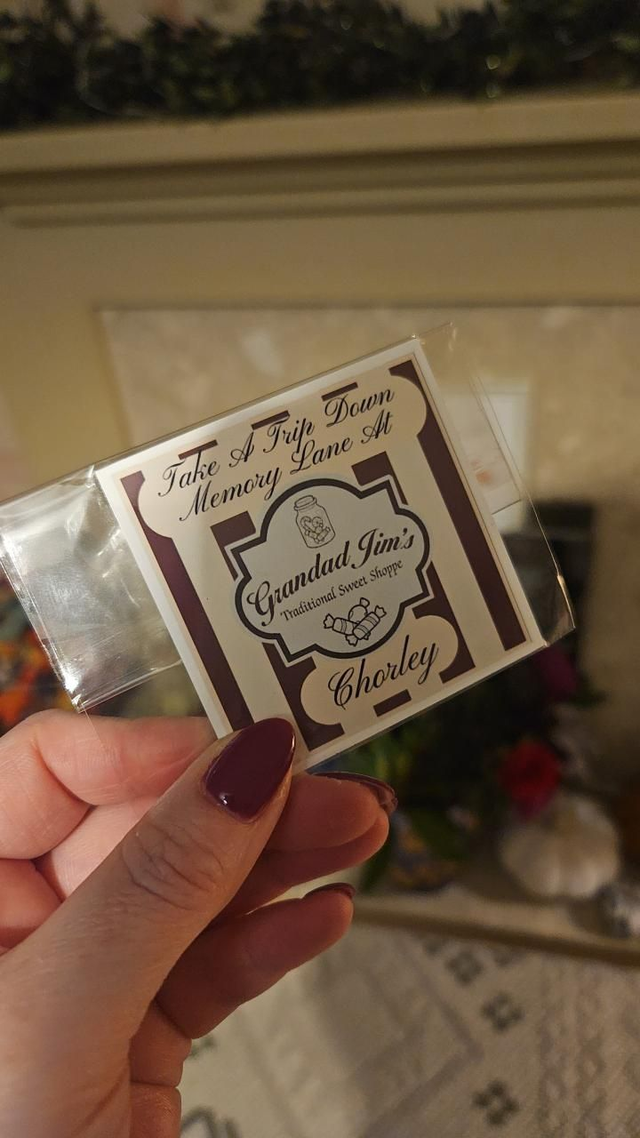 Take A Trip Down
Memory Lane At
Grandad Jim's
Traditional Sweet Shoppe
Chorley